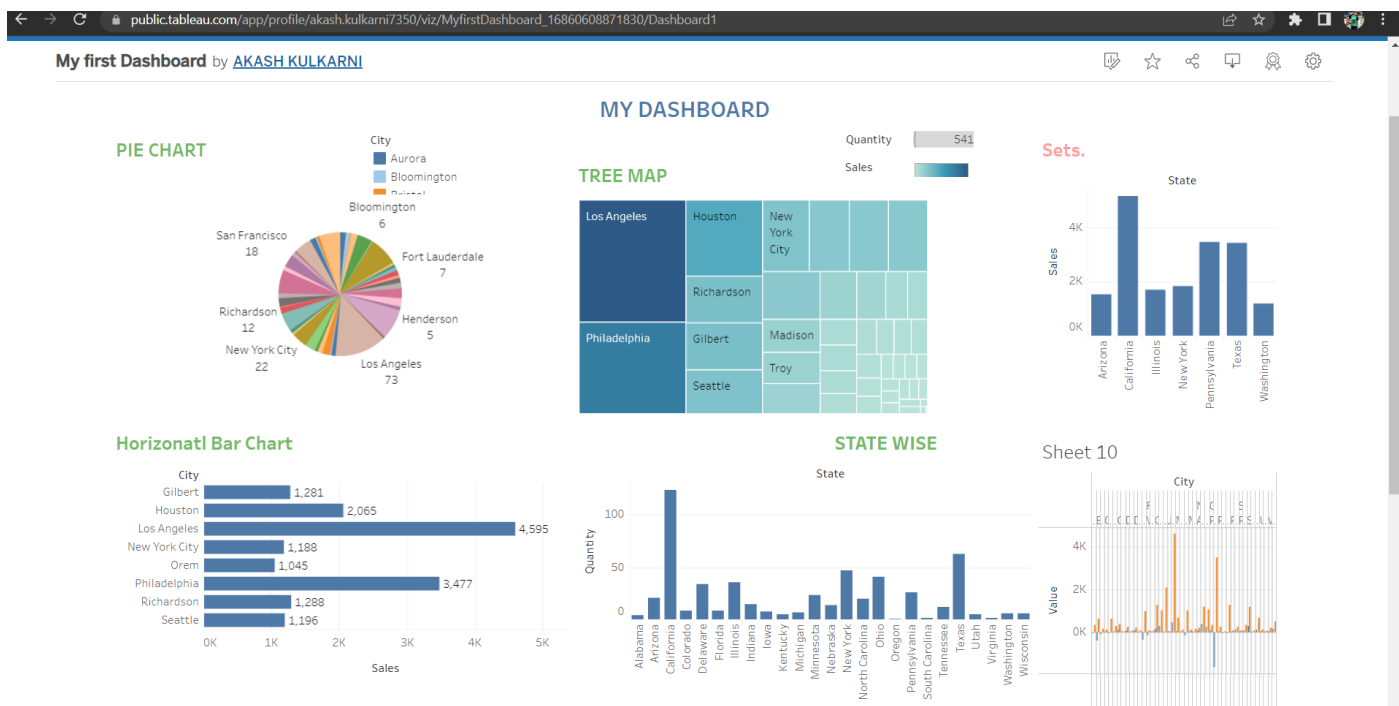 public.tableau.com/app/profile/akash.kulkarni7350/viz/MyfirstDashboard_16860608871830/Dashboard1
My first Dashboard by AKASH KULKARNI
MY DASHBOARD
PIE CHART
City
Aurora
Bloomington
Bristol
Bloomington
6
San Francisco
18
Fort Lauderdale
7
Richardson
12
Henderson
5
New York City
22
Los Angeles
73
Quantity 541
Sales
TREE MAP
Los Angeles
Houston
New
York
City
Richardson
Philadelphia
Gilbert
Madison
Troy
Seattle
Sets.
State
Sales
4K
2K
0K
Arizona
California
Illinois
New York
Pennsylvania
Texas
Washington
Horizonatl Bar Chart
City
Gilbert 1,281
Houston 2,065
Los Angeles 4,595
New York City 1,188
Orem 1,045
Philadelphia 3,477
Richardson 1,288
Seattle 1,196
0K 1K 2K 3K 4K 5K
Sales
STATE WISE
State
Quantity
100
50
0
Alabama
Arizona
California
Colorado
Delaware
Florida
Illinois
Indiana
Iowa
Kentucky
Michigan
Minnesota
Nebraska
New York
North Carolina
Ohio
Oregon
Pennsylvania
South Carolina
Tennessee
Texas
Utah
Virginia
Washington
Wisconsin
Sheet 10
City
Value
4K
2K
0K